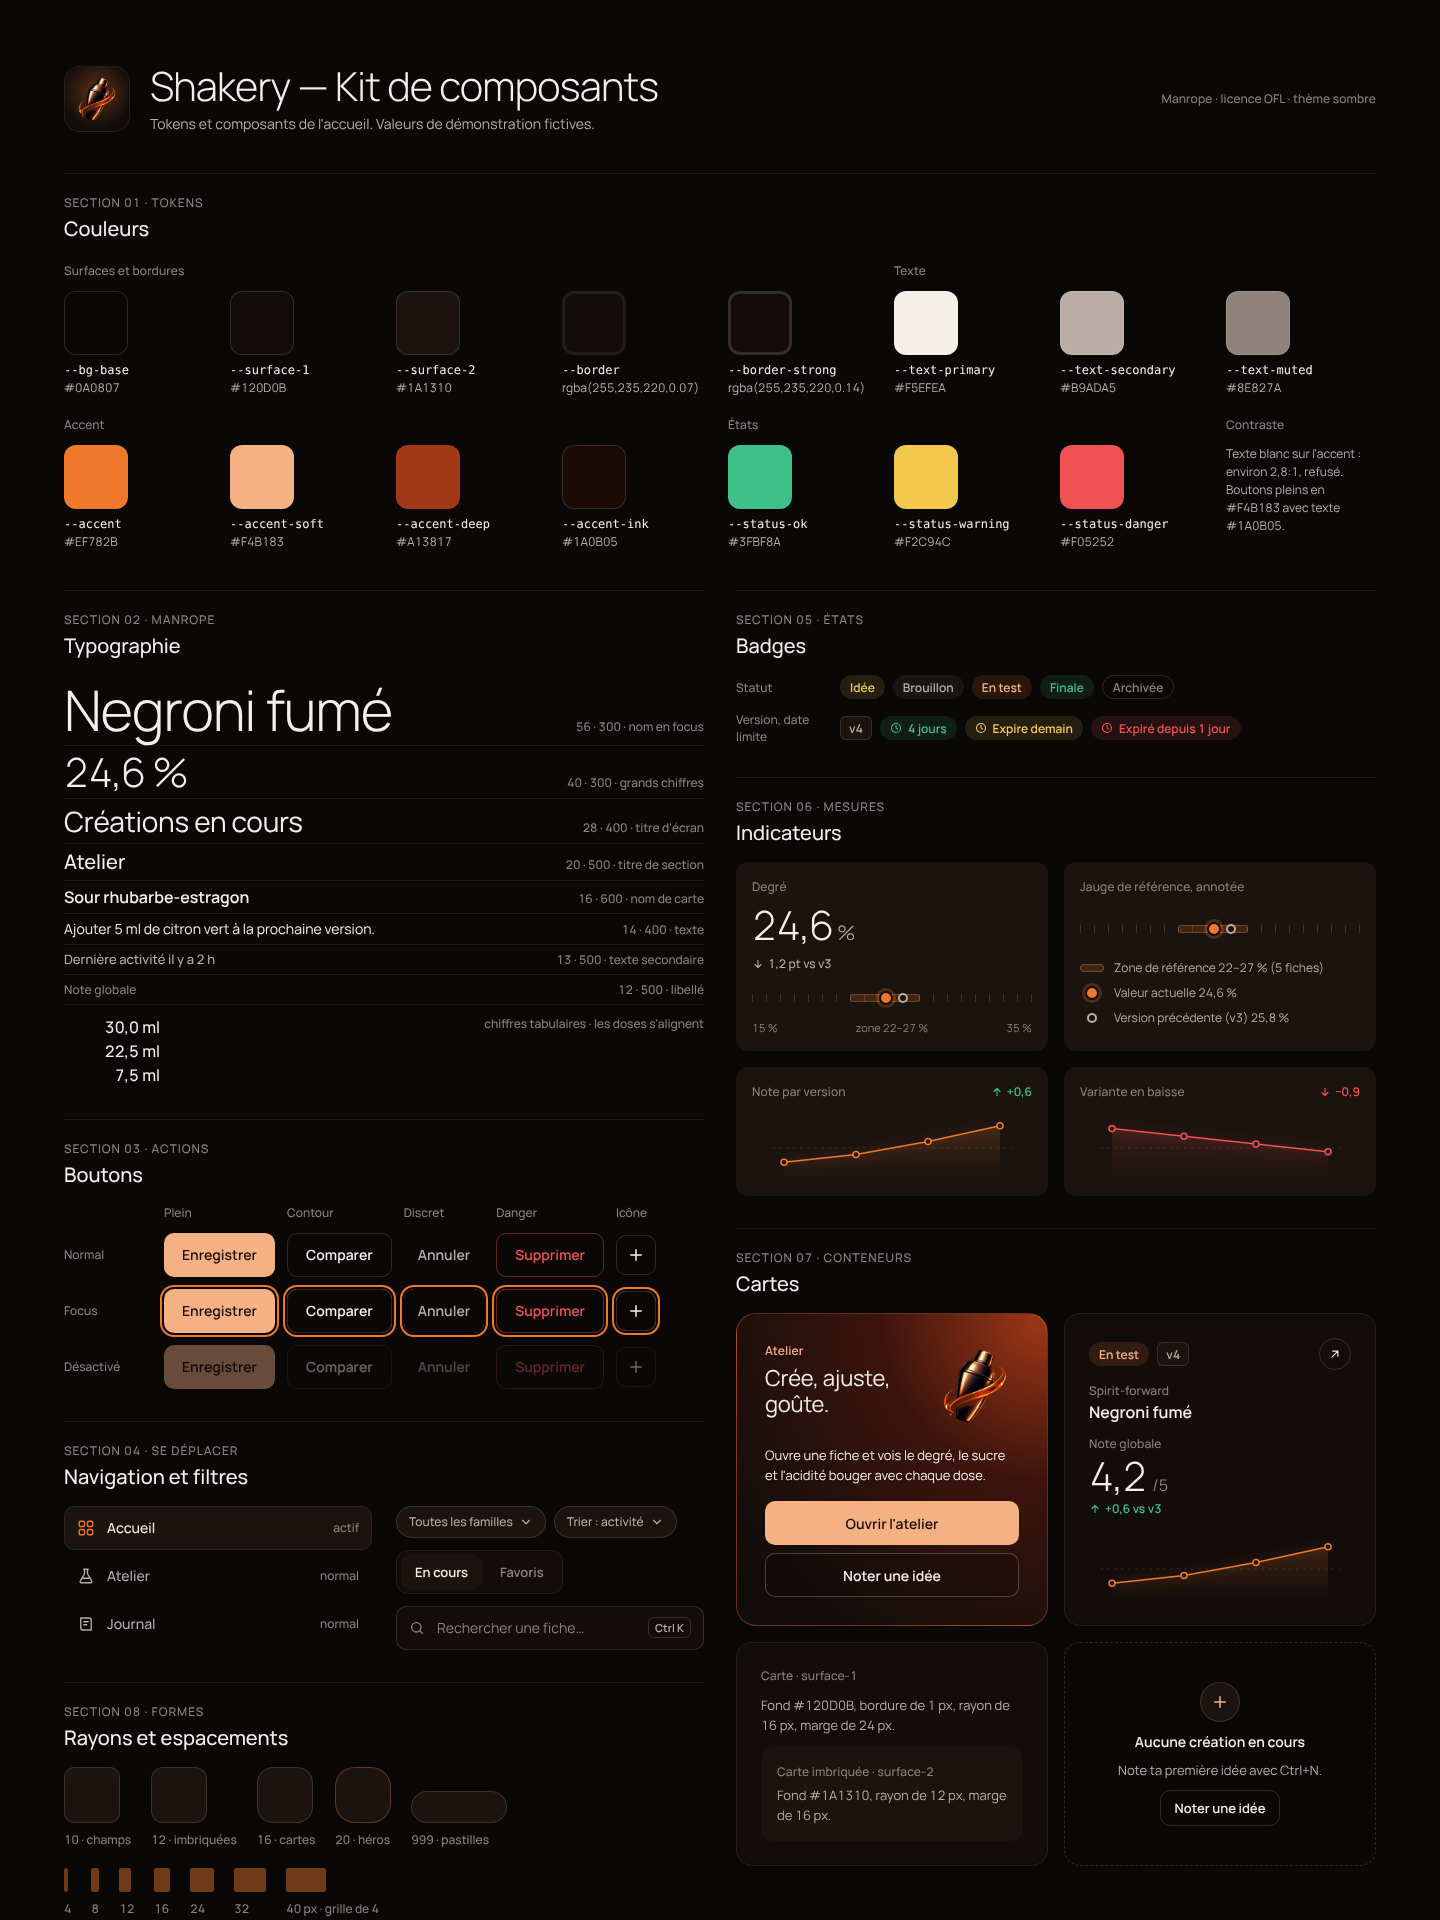 Shakery — Kit de composants
Tokens et composants de l'accueil. Valeurs de démonstration fictives.
Manrope · licence OFL · thème sombre
SECTION 01 · TOKENS
Couleurs
Surfaces et bordures
Texte
--bg-base
#0A0807
--surface-1
#120D0B
--surface-2
#1A1310
--border
rgba(255,235,220,0.07)
--border-strong
rgba(255,235,220,0.14)
--text-primary
#F5EFEA
--text-secondary
#B9ADA5
--text-muted
#8E827A
Accent
États
Contraste
--accent
#EF782B
--accent-soft
#F4B183
--accent-deep
#A13817
--accent-ink
#1A0B05
--status-ok
#3FBF8A
--status-warning
#F2C94C
--status-danger
#F05252
Texte blanc sur l'accent :
environ 2,8:1, refusé.
Boutons pleins en
#F4B183 avec texte
#1A0B05.
SECTION 02 · MANROPE
Typographie
Negroni fumé
56 · 300 · nom en focus
24,6 %
40 · 300 · grands chiffres
Créations en cours
28 · 400 · titre d'écran
Atelier
20 · 500 · titre de section
Sour rhubarbe-estragon
16 · 600 · nom de carte
Ajouter 5 ml de citron vert à la prochaine version.
14 · 400 · texte
Dernière activité il y a 2 h
13 · 500 · texte secondaire
Note globale
12 · 500 · libellé
30,0 ml
22,5 ml
7,5 ml
chiffres tabulaires · les doses s'alignent
SECTION 03 · ACTIONS
Boutons
Plein
Contour
Discret
Danger
Icône
Normal
Enregistrer
Comparer
Annuler
Supprimer
Focus
Enregistrer
Comparer
Annuler
Supprimer
Désactivé
Enregistrer
Comparer
Annuler
Supprimer
SECTION 04 · SE DÉPLACER
Navigation et filtres
Accueil
actif
Atelier
normal
Journal
normal
Toutes les familles
Trier : activité
En cours
Favoris
Rechercher une fiche…
Ctrl K
SECTION 08 · FORMES
Rayons et espacements
10 · champs
12 · imbriquées
16 · cartes
20 · héros
999 · pastilles
4
8
12
16
24
32
40 px · grille de 4
SECTION 05 · ÉTATS
Badges
Statut
Idée
Brouillon
En test
Finale
Archivée
Version, date
limite
v4
4 jours
Expire demain
Expiré depuis 1 jour
SECTION 06 · MESURES
Indicateurs
Degré
24,6 %
↓ 1,2 pt vs v3
15 %
zone 22–27 %
35 %
Jauge de référence, annotée
Zone de référence 22–27 % (5 fiches)
Valeur actuelle 24,6 %
Version précédente (v3) 25,8 %
Note par version
↑ +0,6
Variante en baisse
↓ −0,9
SECTION 07 · CONTENEURS
Cartes
Atelier
Crée, ajuste,
goûte.
Ouvre une fiche et vois le degré, le sucre
et l'acidité bouger avec chaque dose.
Ouvrir l'atelier
Noter une idée
En test
v4
Spirit-forward
Negroni fumé
Note globale
4,2 /5
↑ +0,6 vs v3
Carte · surface-1
Fond #120D0B, bordure de 1 px, rayon de
16 px, marge de 24 px.
Carte imbriquée · surface-2
Fond #1A1310, rayon de 12 px, marge
de 16 px.
Aucune création en cours
Note ta première idée avec Ctrl+N.
Noter une idée